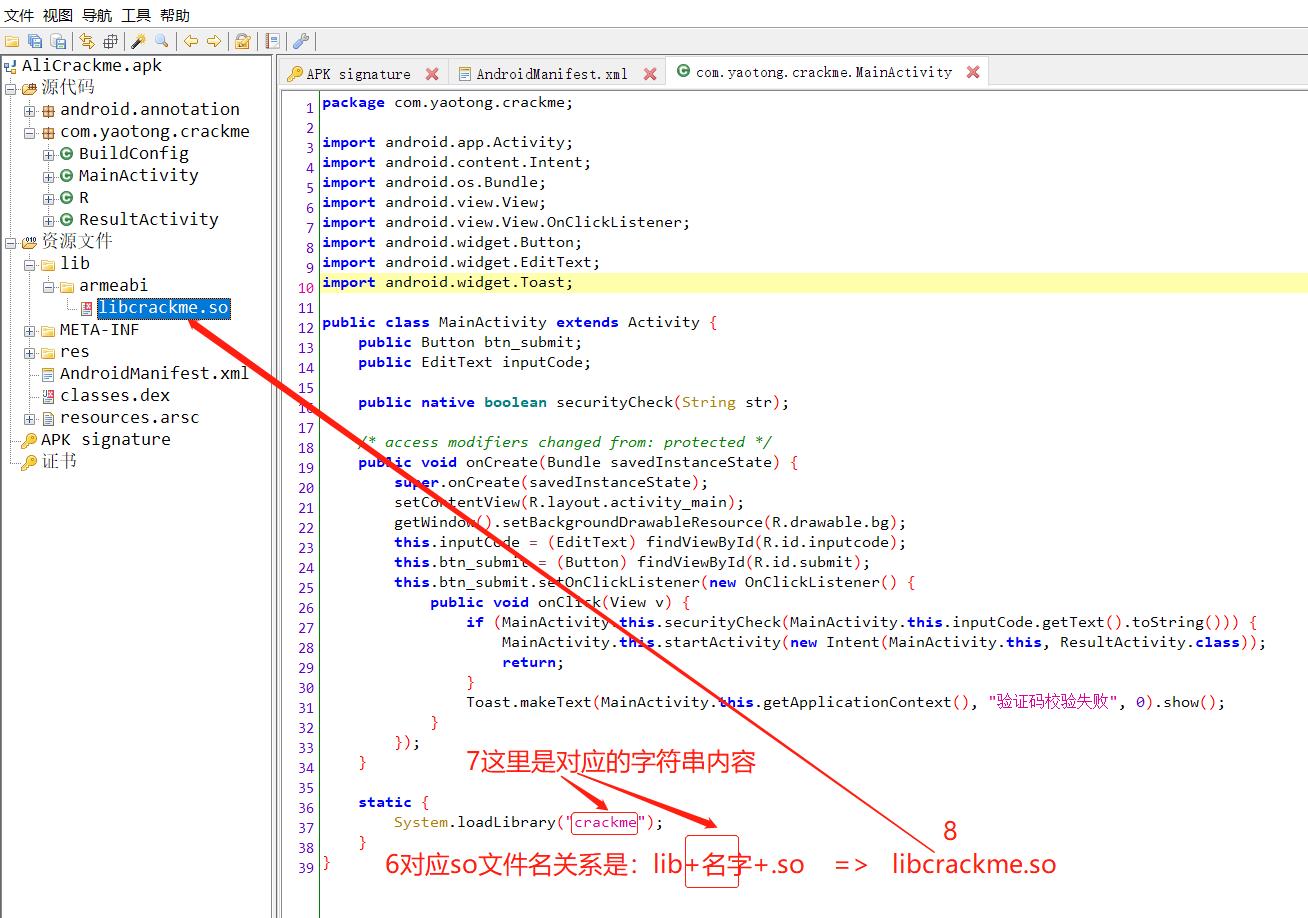 文件 视图 导航 工具 帮助
AliCrackme.apk
源代码
android.annotation
com.yaotong.crackme
BuildConfig
MainActivity
R
ResultActivity
资源文件
lib
armeabi
libcrackme.so
META-INF
res
AndroidManifest.xml
classes.dex
resources.arsc
APK signature
证书
APK signature AndroidManifest.xml com.yaotong.crackme.MainActivity
1 package com.yaotong.crackme;
2
3 import android.app.Activity;
4 import android.content.Intent;
5 import android.os.Bundle;
6 import android.view.View;
7 import android.view.View.OnClickListener;
8 import android.widget.Button;
9 import android.widget.EditText;
10 import android.widget.Toast;
11
12 public class MainActivity extends Activity {
13 public Button btn_submit;
14 public EditText inputCode;
15
16 public native boolean securityCheck(String str);
17
18 /* access modifiers changed from: protected */
19 public void onCreate(Bundle savedInstanceState) {
20 super.onCreate(savedInstanceState);
21 setContentView(R.layout.activity_main);
22 getWindow().setBackgroundDrawableResource(R.drawable.bg);
23 this.inputCode = (EditText) findViewById(R.id.inputcode);
24 this.btn_submit = (Button) findViewById(R.id.submit);
25 this.btn_submit.setOnClickListener(new OnClickListener() {
26 public void onClick(View v) {
27 if (MainActivity.this.securityCheck(MainActivity.this.inputCode.getText().toString())) {
28 MainActivity.this.startActivity(new Intent(MainActivity.this, ResultActivity.class));
29 return;
30 }
31 Toast.makeText(MainActivity.this.getApplicationContext(), "验证码校验失败", 0).show();
32 }
33 });
34 }
7这里是对应的字符串内容
35
36 static {
37 System.loadLibrary("crackme");
38 }
39 }
8
6对应so文件名关系是：lib+名字+.so => libcrackme.so